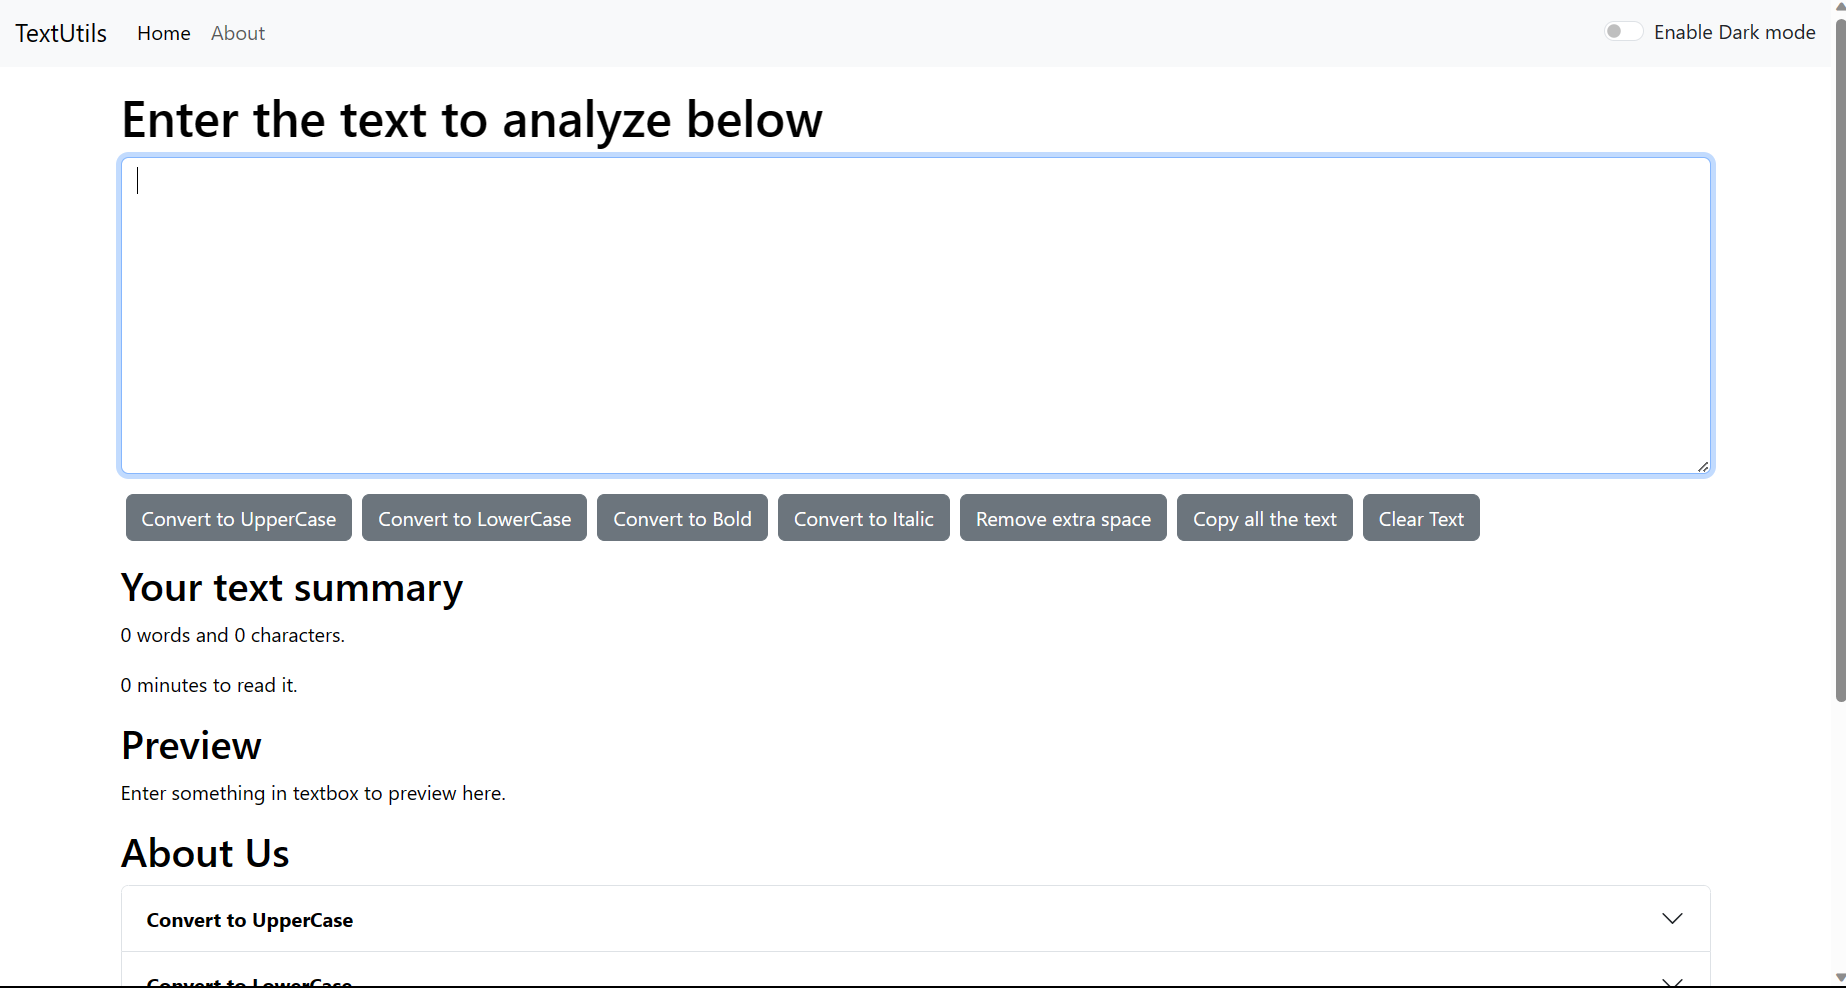 TextUtils Home About Enable Dark mode
Enter the text to analyze below
Convert to UpperCase Convert to LowerCase Convert to Bold Convert to Italic Remove extra space Copy all the text Clear Text
Your text summary
0 words and 0 characters.
0 minutes to read it.
Preview
Enter something in textbox to preview here.
About Us
Convert to UpperCase
Convert to LowerCase